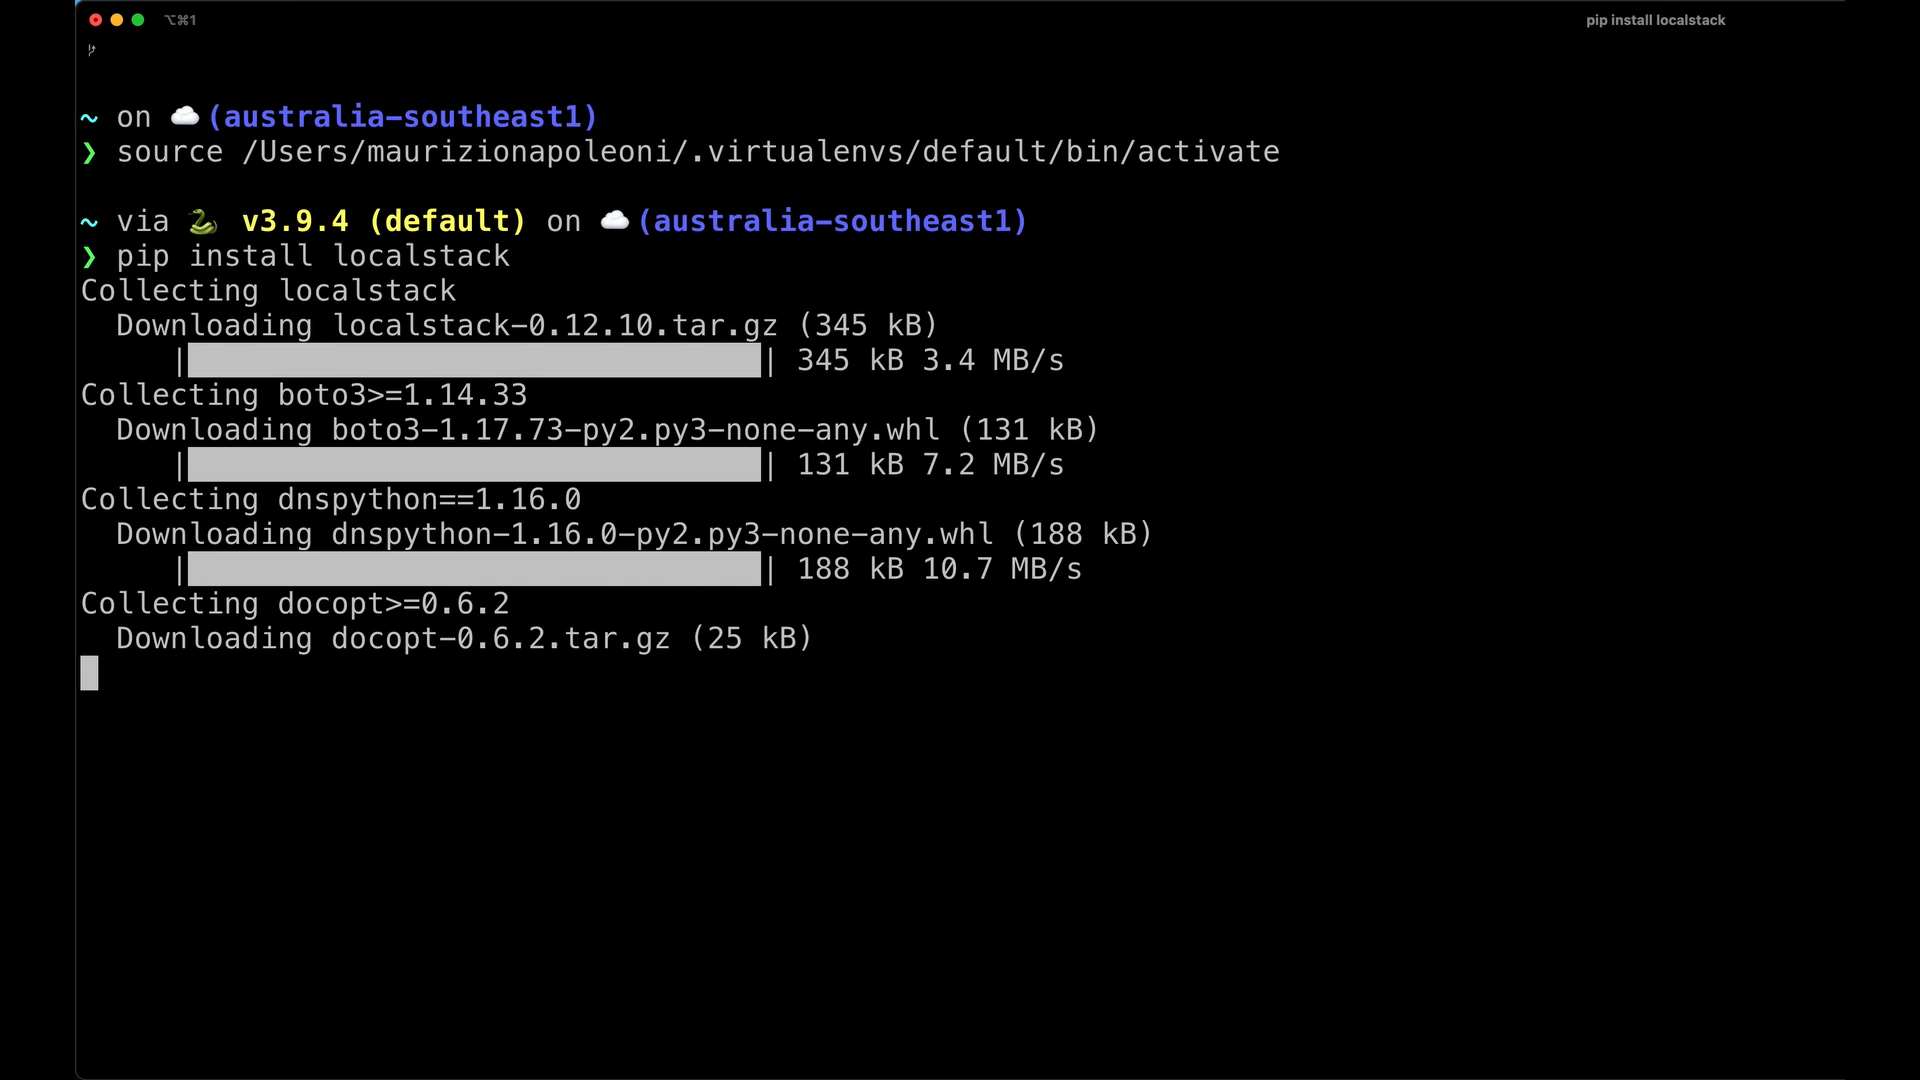 ⌥⌘1
pip install localstack
~ on ☁️ (australia-southeast1)
❯ source /Users/maurizionapoleoni/.virtualenvs/default/bin/activate
~ via 🐍 v3.9.4 (default) on ☁️ (australia-southeast1)
❯ pip install localstack
Collecting localstack
  Downloading localstack-0.12.10.tar.gz (345 kB)
     |████████████████████████████████| 345 kB 3.4 MB/s
Collecting boto3>=1.14.33
  Downloading boto3-1.17.73-py2.py3-none-any.whl (131 kB)
     |████████████████████████████████| 131 kB 7.2 MB/s
Collecting dnspython==1.16.0
  Downloading dnspython-1.16.0-py2.py3-none-any.whl (188 kB)
     |████████████████████████████████| 188 kB 10.7 MB/s
Collecting docopt>=0.6.2
  Downloading docopt-0.6.2.tar.gz (25 kB)